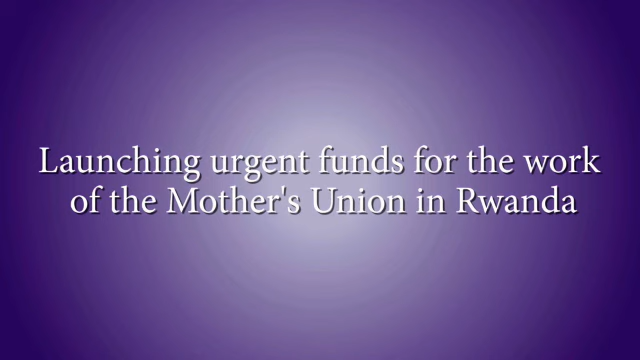 Launching urgent funds for the work
of the Mother's Union in Rwanda